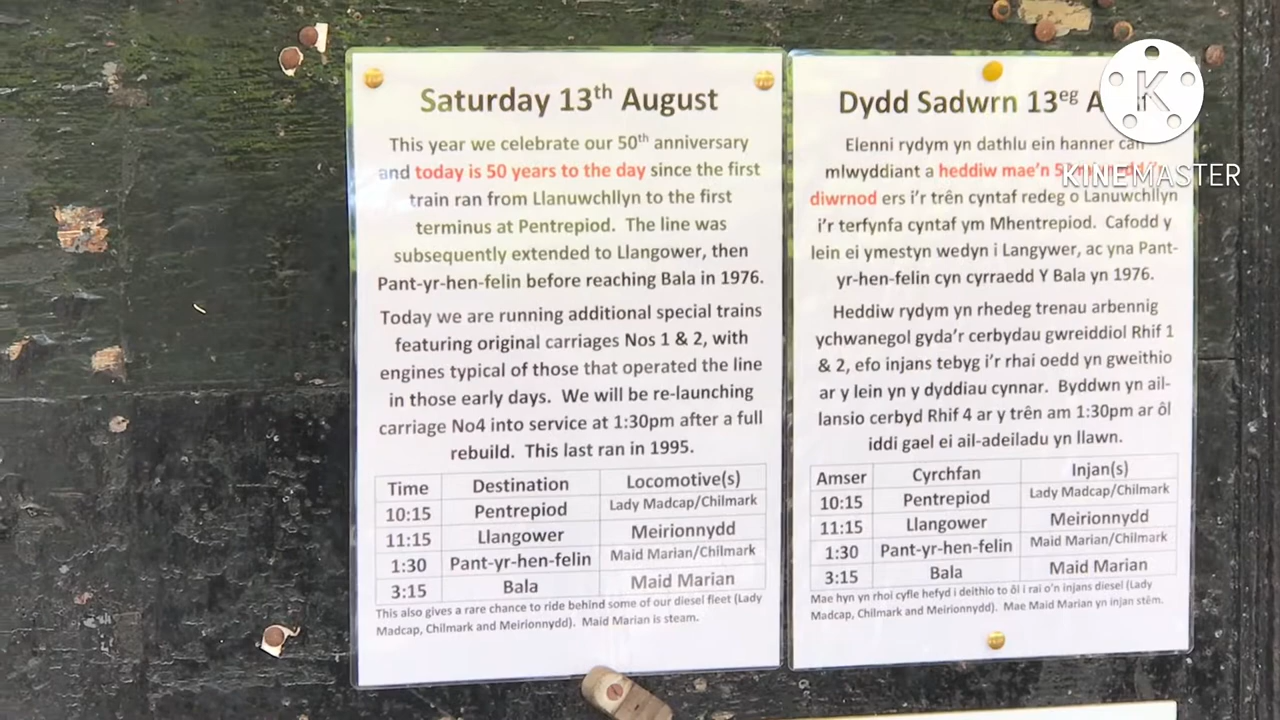 Saturday 13th August
This year we celebrate our 50th anniversary
and today is 50 years to the day since the first
train ran from Llanuwchllyn to the first
terminus at Pentrepiod. The line was
subsequently extended to Llangower, then
Pant-yr-hen-felin before reaching Bala in 1976.
Today we are running additional special trains
featuring original carriages Nos 1 & 2, with
engines typical of those that operated the line
in those early days. We will be re-launching
carriage No4 into service at 1:30pm after a full
rebuild. This last ran in 1995.
Time Destination Locomotive(s)
10:15 Pentrepiod Lady Madcap/Chilmark
11:15 Llangower Meirionnydd
1:30 Pant-yr-hen-felin Maid Marian/Chilmark
3:15 Bala Maid Marian
This also gives a rare chance to ride behind some of our diesel fleet (Lady
Madcap, Chilmark and Meirionnydd). Maid Marian is steam.
Dydd Sadwrn 13eg
Elenni rydym yn dathlu ein hanner can
mlwyddiant a heddiw mae'n
diwrnod ers i'r trên cyntaf redeg o Lanuwchllyn
i'r terfynfa cyntaf ym Mhentrepiod. Cafodd y
lein ei ymestyn wedyn i Langywer, ac yna Pant-
yr-hen-felin cyn cyrraedd Y Bala yn 1976.
Heddiw rydym yn rhedeg trenau arbennig
ychwanegol gyda'r cerbydau gwreiddiol Rhif 1
& 2, efo injans tebyg i'r rhai oedd yn gweithio
ar y lein yn y dyddiau cynnar. Byddwn yn ail-
lansio cerbyd Rhif 4 ar y trên am 1:30pm ar ôl
iddi gael ei ail-adeiladu yn llawn.
Amser Cyrchfan Injan(s)
10:15 Pentrepiod Lady Madcap/Chilmark
11:15 Llangower Meirionnydd
1:30 Pant-yr-hen-felin Maid Marian/Chilmark
3:15 Bala Maid Marian
Mae hyn yn rhoi cyfle hefyd i deithio to ôl i rai o'n injans diesel (Lady
Madcap, Chilmark and Meirionnydd). Mae Maid Marian yn injan stêm.
K
KINEMASTER